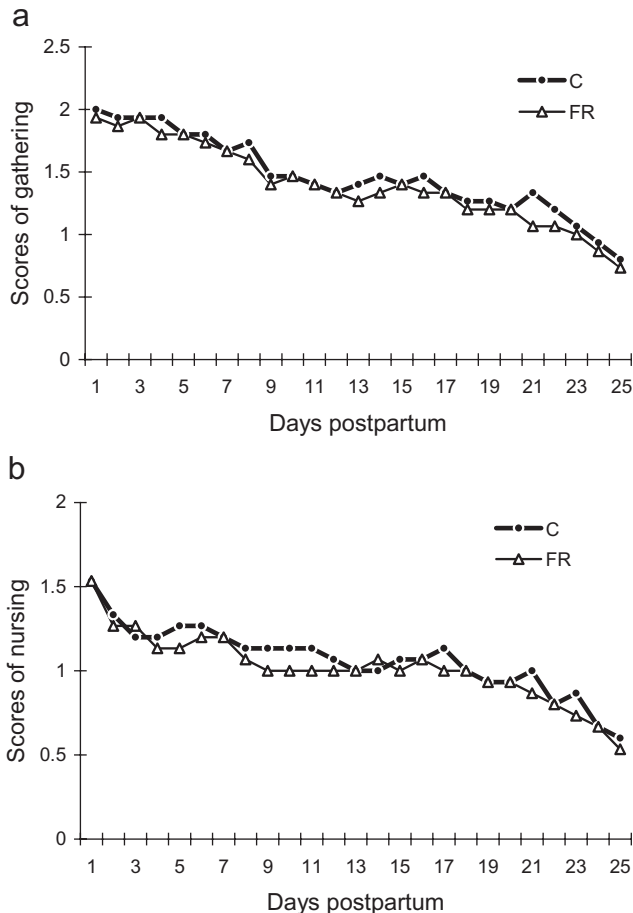 a
2.5
C
FR
2
1.5
1
0.5
0
Scores of gathering
1 3 5 7 9 11 13 15 17 19 21 23 25
Days postpartum
b
2
C
FR
1.5
1
0.5
0
Scores of nursing
1 3 5 7 9 11 13 15 17 19 21 23 25
Days postpartum